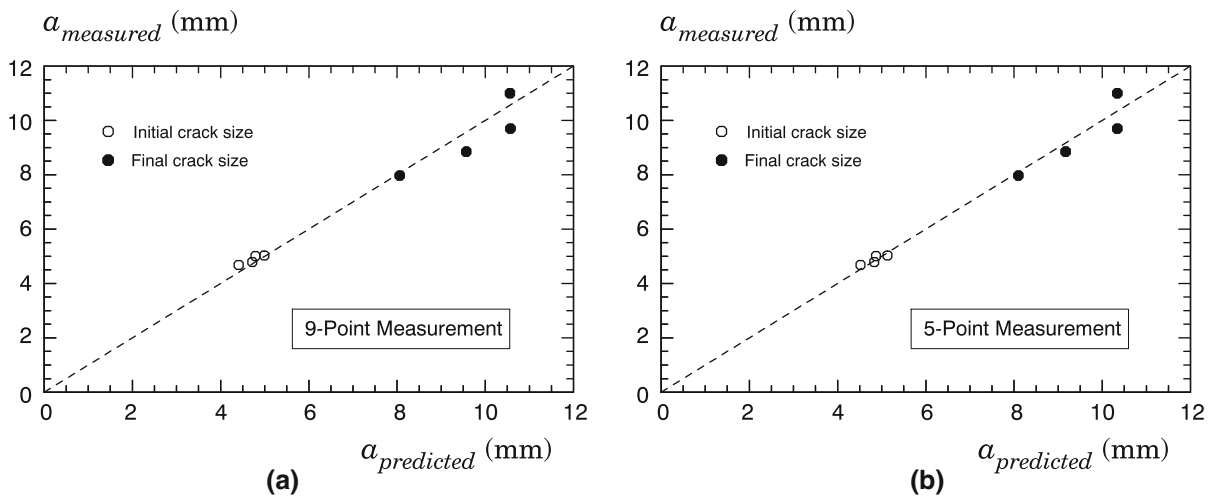 a_measured (mm)
12
10
8
6
4
2
0
Initial crack size
Final crack size
9-Point Measurement
0 2 4 6 8 10 12
a_predicted (mm)
(a)
a_measured (mm)
12
10
8
6
4
2
0
Initial crack size
Final crack size
5-Point Measurement
0 2 4 6 8 10 12
a_predicted (mm)
(b)